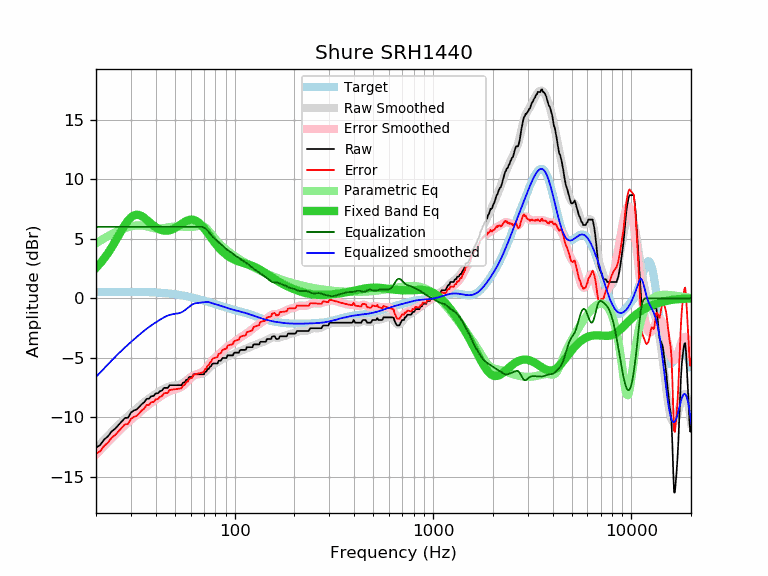 Shure SRH1440
Target
Raw Smoothed
Error Smoothed
Raw
Error
Parametric Eq
Fixed Band Eq
Equalization
Equalized smoothed
15
10
5
0
−5
−10
−15
Amplitude (dBr)
100
1000
10000
Frequency (Hz)